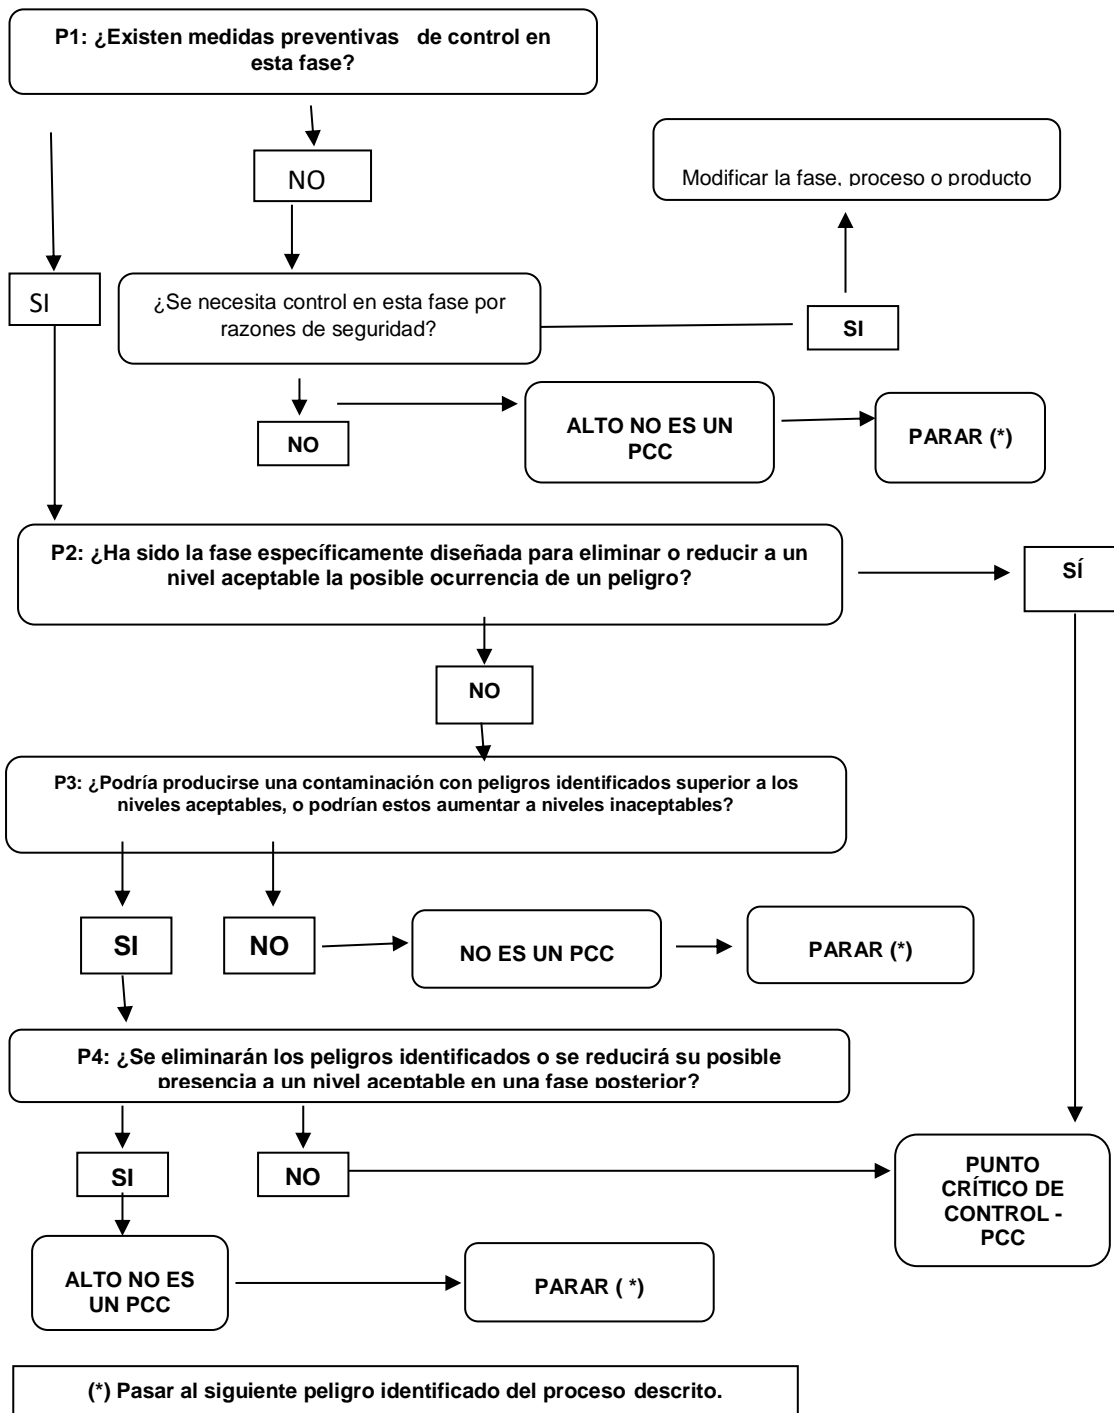 P1: ¿Existen medidas preventivas de control en
esta fase?
NO
Modificar la fase, proceso o producto
SI
¿Se necesita control en esta fase por
razones de seguridad?
SI
NO
ALTO NO ES UN
PCC
PARAR (*)
P2: ¿Ha sido la fase específicamente diseñada para eliminar o reducir a un
nivel aceptable la posible ocurrencia de un peligro?
SÍ
NO
P3: ¿Podría producirse una contaminación con peligros identificados superior a los
niveles aceptables, o podrían estos aumentar a niveles inaceptables?
SI
NO
NO ES UN PCC
PARAR (*)
P4: ¿Se eliminarán los peligros identificados o se reducirá su posible
presencia a un nivel aceptable en una fase posterior?
SI
NO
PUNTO
CRÍTICO DE
CONTROL -
PCC
ALTO NO ES
UN PCC
PARAR ( *)
(*) Pasar al siguiente peligro identificado del proceso descrito.